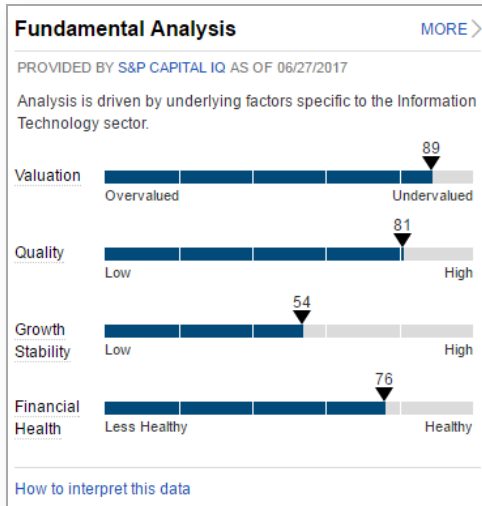 Fundamental Analysis MORE
PROVIDED BY S&P CAPITAL IQ AS OF 06/27/2017
Analysis is driven by underlying factors specific to the Information
Technology sector.
89
Valuation
Overvalued Undervalued
81
Quality
Low High
54
Growth
Stability
Low High
76
Financial
Health
Less Healthy Healthy
How to interpret this data